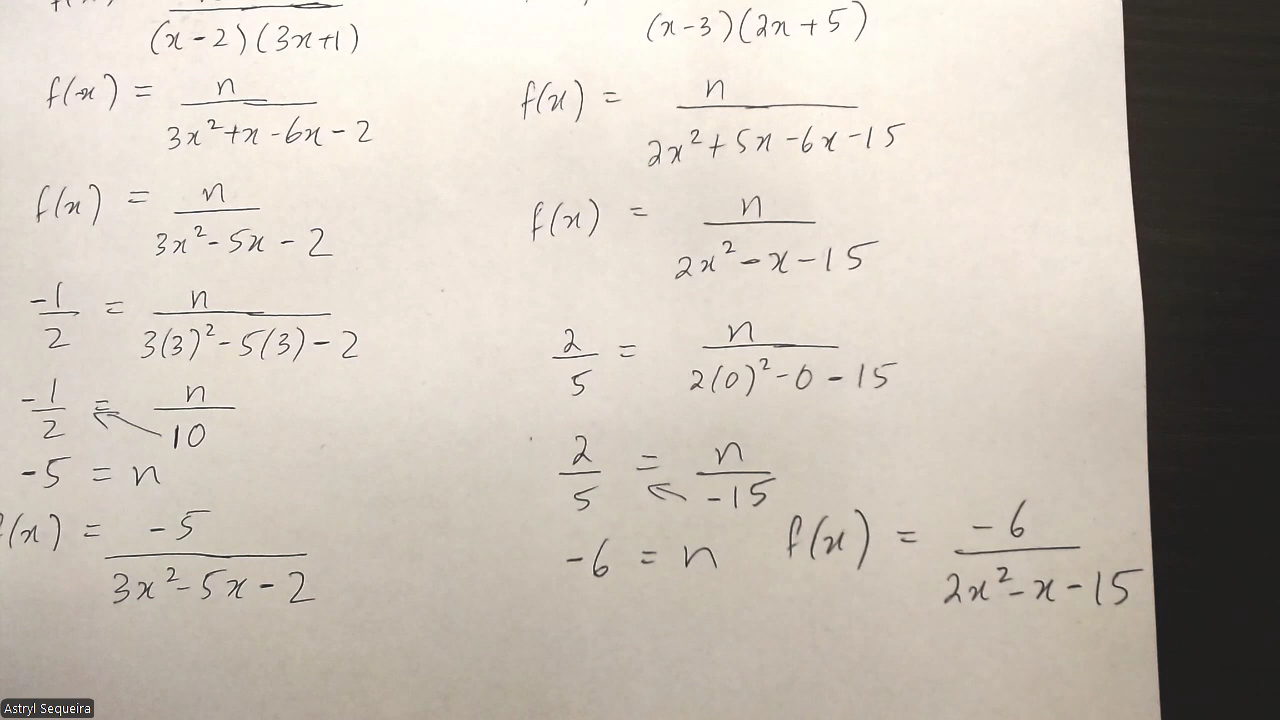 (x-2)(3x+1)
f(x) = n / (3x²+x-6x-2)
f(x) = n / (3x²-5x-2)
-1/2 = n / (3(3)²-5(3)-2)
-1/2 = n/10
-5 = n
f(x) = -5 / (3x²-5x-2)
(x-3)(2x+5)
f(x) = n / (2x²+5x-6x-15)
f(x) = n / (2x²-x-15)
2/5 = n / (2(0)²-0-15)
2/5 = n/-15
-6 = n
f(x) = -6 / (2x²-x-15)
Astryl Sequeira